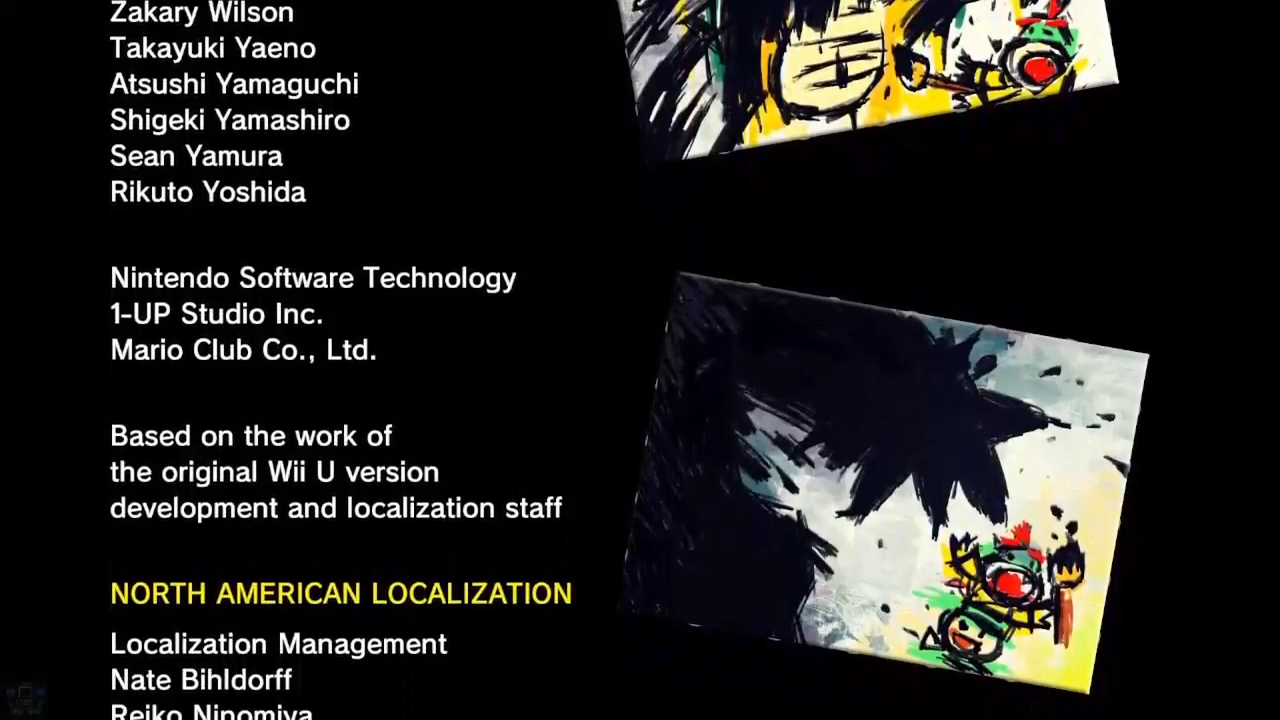 Zakary Wilson
Takayuki Yaeno
Atsushi Yamaguchi
Shigeki Yamashiro
Sean Yamura
Rikuto Yoshida
Nintendo Software Technology
1-UP Studio Inc.
Mario Club Co., Ltd.
Based on the work of
the original Wii U version
development and localization staff
NORTH AMERICAN LOCALIZATION
Localization Management
Nate Bihldorff
Reiko Ninomiya